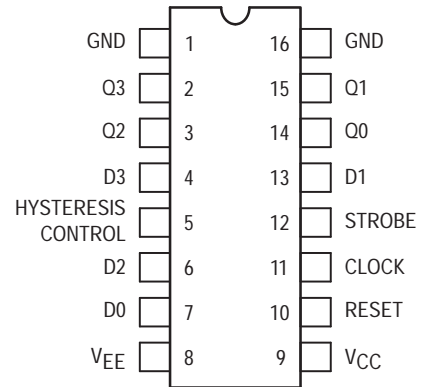 GND 1 16 GND
Q3 2 15 Q1
Q2 3 14 Q0
D3 4 13 D1
HYSTERESIS
CONTROL 5 12 STROBE
D2 6 11 CLOCK
D0 7 10 RESET
VEE 8 9 VCC